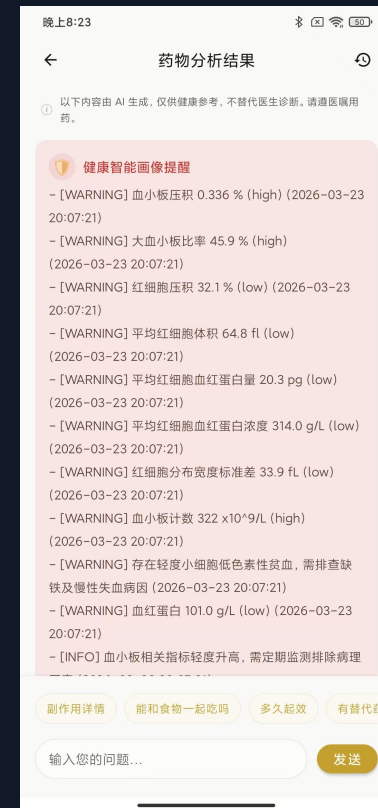 晚上8:23
50
药物分析结果
以下内容由 AI 生成，仅供健康参考，不替代医生诊断。请遵医嘱用
药。
健康智能画像提醒
- [WARNING] 血小板压积 0.336 % (high) (2026-03-23
20:07:21)
- [WARNING] 大血小板比率 45.9 % (high)
(2026-03-23 20:07:21)
- [WARNING] 红细胞压积 32.1 % (low) (2026-03-23
20:07:21)
- [WARNING] 平均红细胞体积 64.8 fl (low)
(2026-03-23 20:07:21)
- [WARNING] 平均红细胞血红蛋白量 20.3 pg (low)
(2026-03-23 20:07:21)
- [WARNING] 平均红细胞血红蛋白浓度 314.0 g/L (low)
(2026-03-23 20:07:21)
- [WARNING] 红细胞分布宽度标准差 33.9 fL (low)
(2026-03-23 20:07:21)
- [WARNING] 血小板计数 322 x10^9/L (high)
(2026-03-23 20:07:21)
- [WARNING] 存在轻度小细胞低色素性贫血，需排查缺
铁及慢性失血病因 (2026-03-23 20:07:21)
- [WARNING] 血红蛋白 101.0 g/L (low) (2026-03-23
20:07:21)
- [INFO] 血小板相关指标轻度升高，需定期监测排除病理
副作用详情
能和食物一起吃吗
多久起效
有替代
输入您的问题...
发送